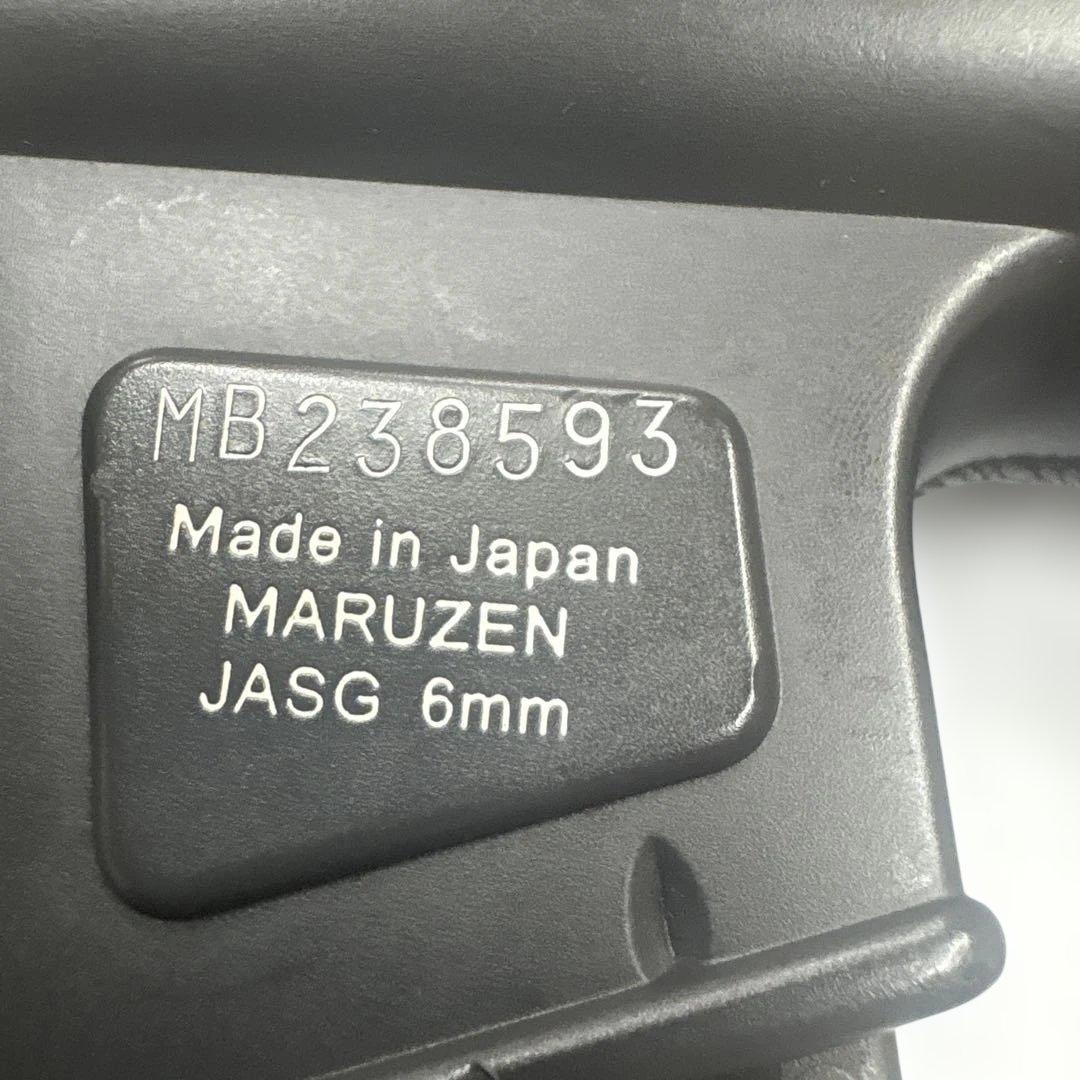 MB238593
Made in Japan
MARUZEN
JASG 6mm